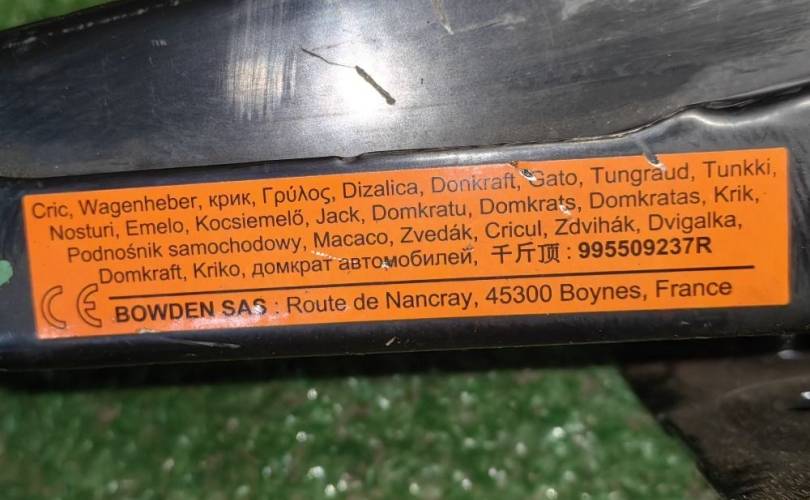 Cric, Wagenheber, крик, Γρύλος, Dizalica, Donkraft, Gato, Tungraud, Tunkki,
Nosturi, Emelo, Kocsiemelő, Jack, Domkratu, Domkrats, Domkratas, Krik,
Podnośnik samochodowy, Macaco, Zvedák, Cricul, Zdvihák, Dvigalka,
Domkraft, Kriko, домкрат автомобилей, 千斤顶 : 995509237R
CE BOWDEN SAS : Route de Nancray, 45300 Boynes, France